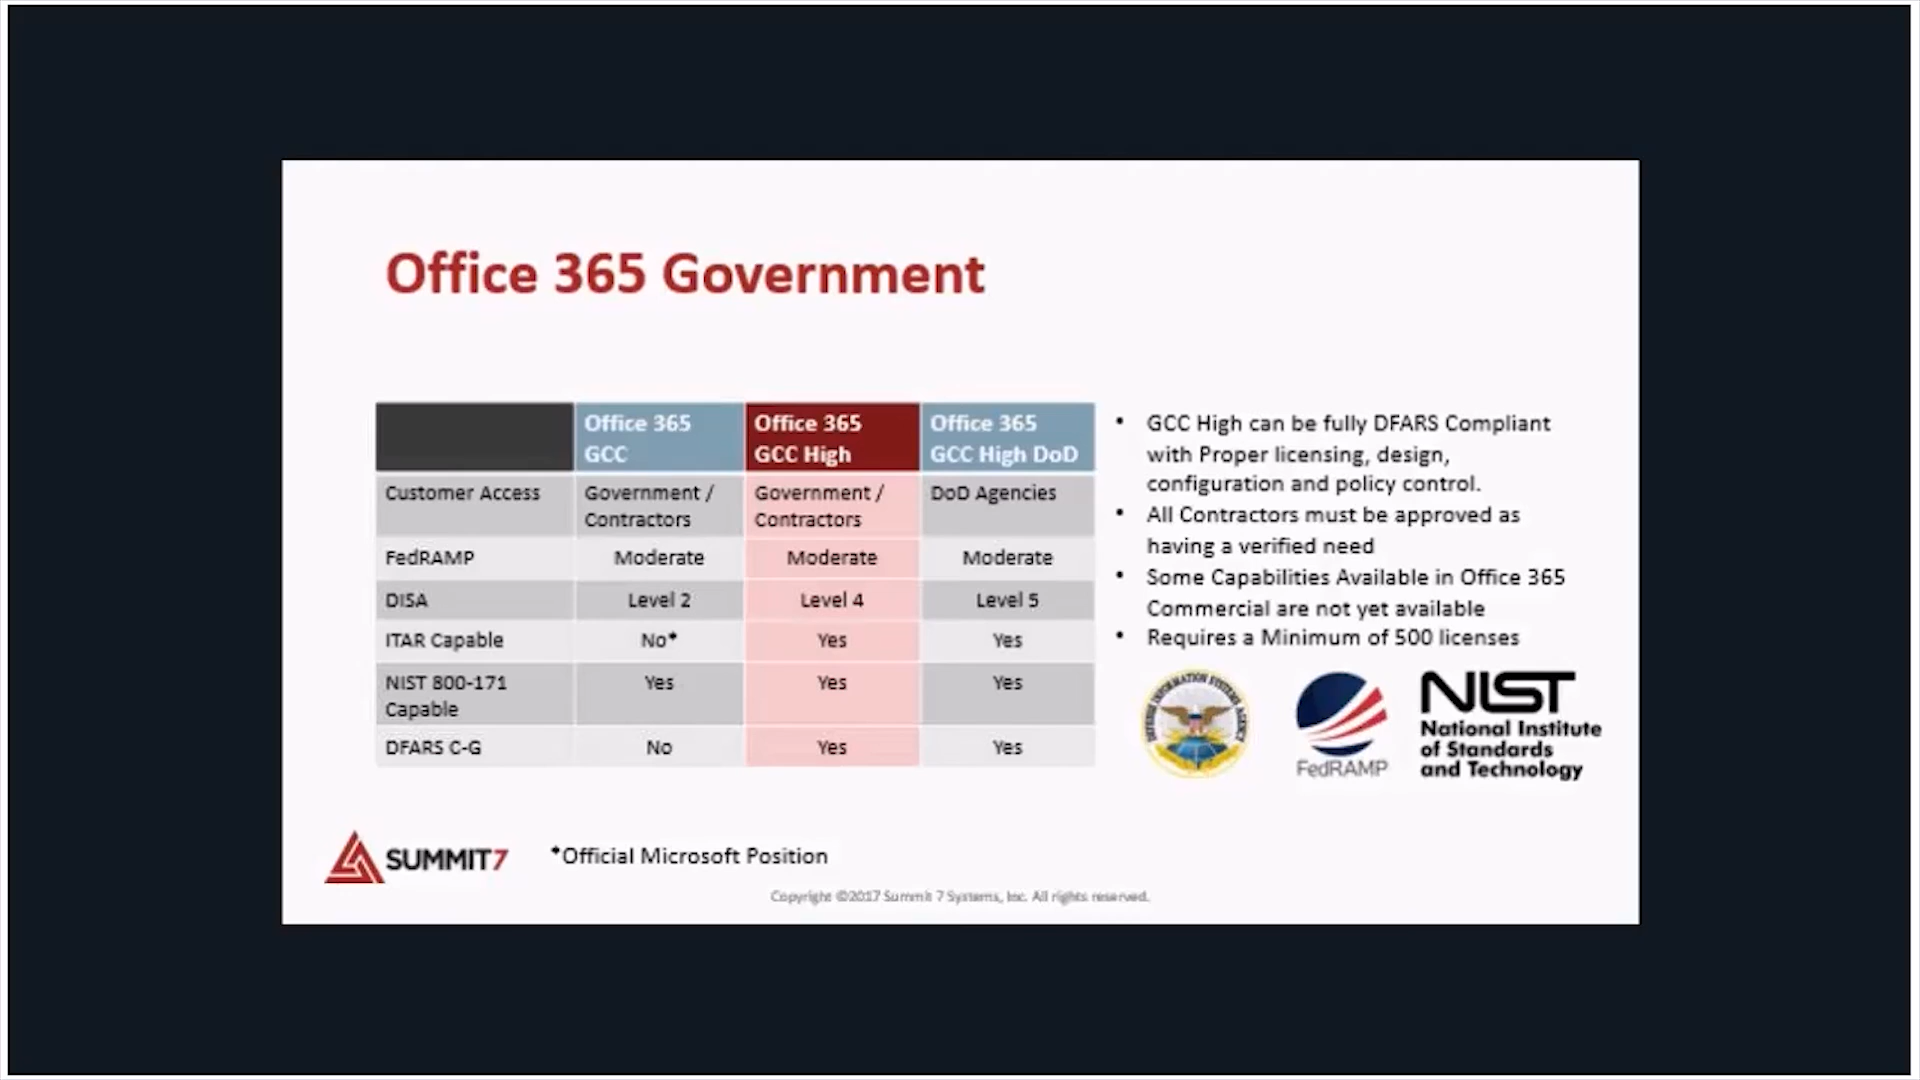 Office 365 Government
Office 365 GCC
Office 365 GCC High
Office 365 GCC High DoD
Customer Access
Government / Contractors
Government / Contractors
DoD Agencies
FedRAMP
Moderate
Moderate
Moderate
DISA
Level 2
Level 4
Level 5
ITAR Capable
No*
Yes
Yes
NIST 800-171 Capable
Yes
Yes
Yes
DFARS C-G
No
Yes
Yes
• GCC High can be fully DFARS Compliant
with Proper licensing, design,
configuration and policy control.
• All Contractors must be approved as
having a verified need
• Some Capabilities Available in Office 365
Commercial are not yet available
• Requires a Minimum of 500 licenses
DEFENSE INFORMATION SYSTEMS AGENCY
FedRAMP
NIST
National Institute
of Standards
and Technology
SUMMIT7
*Official Microsoft Position
Copyright ©2017 Summit 7 Systems, Inc. All rights reserved.